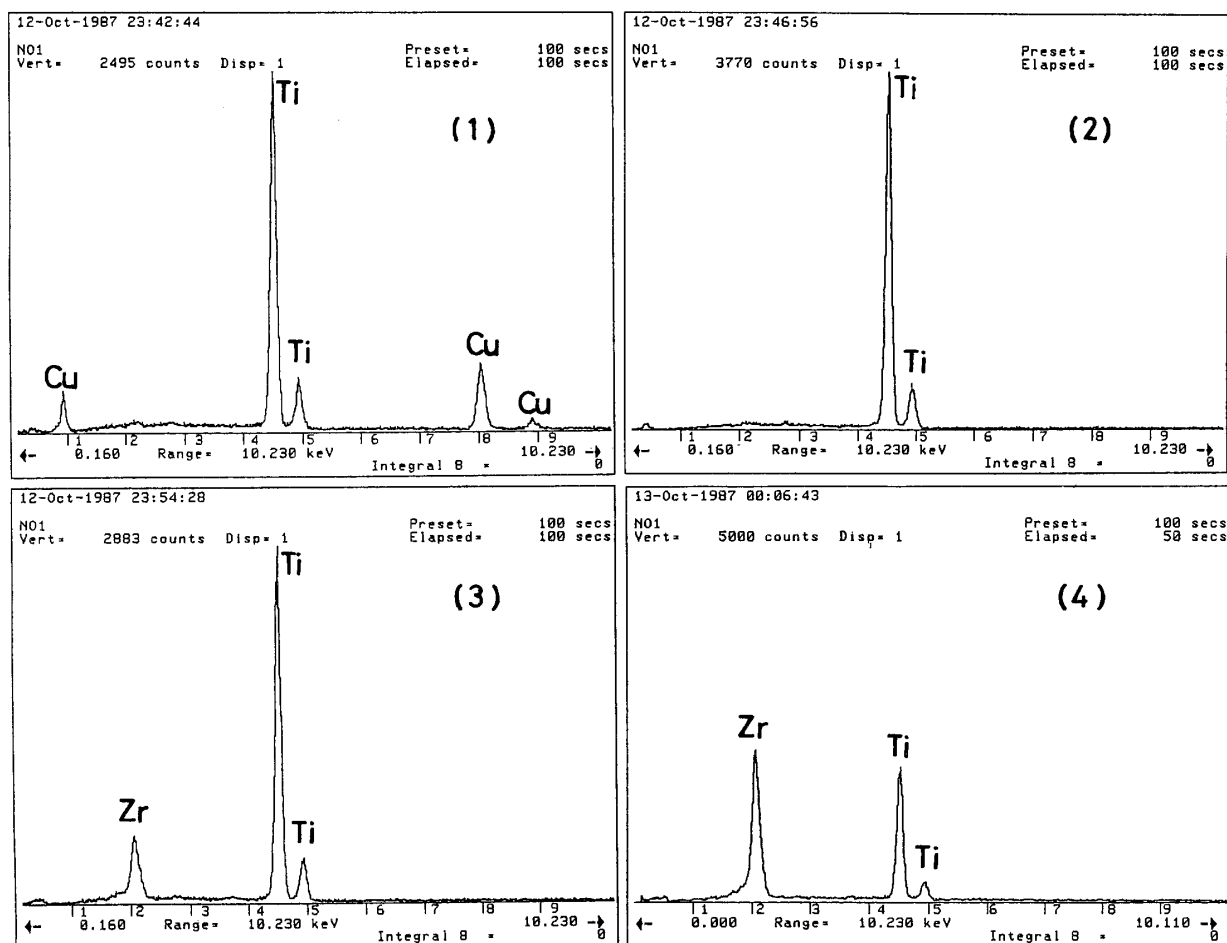 12-Oct-1987 23:42:44
NO1 Preset= 100 secs
Vert= 2495 counts Disp= 1 Elapsed= 100 secs
Ti
(1)
Cu
Ti
Cu
Cu
1 2 3 4 5 6 7 8 9
←- 0.160 Range= 10.230 keV 10.230 -→
Integral B = 0
12-Oct-1987 23:46:56
NO1 Preset= 100 secs
Vert= 3770 counts Disp= 1 Elapsed= 100 secs
Ti
(2)
Ti
1 2 3 4 5 6 7 8 9
←- 0.160 Range= 10.230 keV 10.230 -→
Integral B = 0
12-Oct-1987 23:54:28
NO1 Preset= 100 secs
Vert= 2883 counts Disp= 1 Elapsed= 100 secs
Ti
(3)
Zr
Ti
1 2 3 4 5 6 7 8 9
←- 0.160 Range= 10.230 keV 10.230 -→
Integral B = 0
13-Oct-1987 00:06:43
NO1 Preset= 100 secs
Vert= 5000 counts Disp= 1 Elapsed= 50 secs
(4)
Zr
Ti
Ti
1 2 3 4 5 6 7 8 9
←- 0.000 Range= 10.230 keV 10.110 -→
Integral B = 0